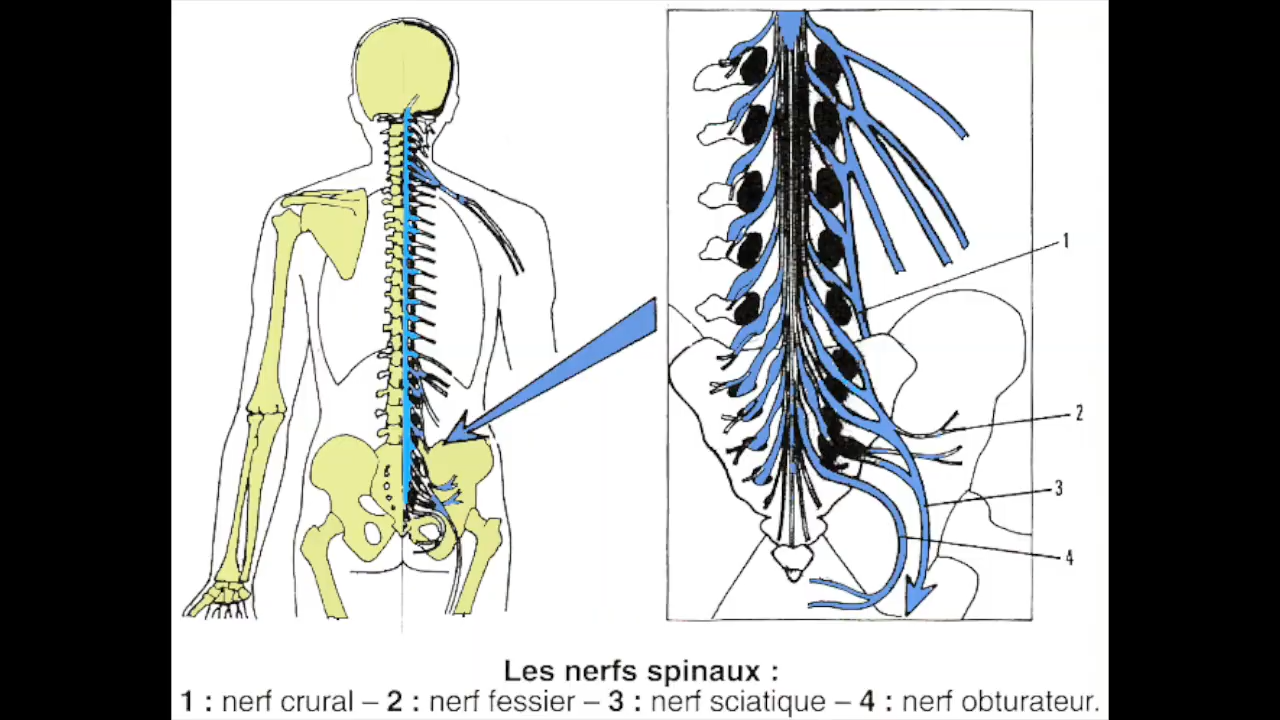 1
2
3
4
Les nerfs spinaux :
1 : nerf crural – 2 : nerf fessier – 3 : nerf sciatique – 4 : nerf obturateur.